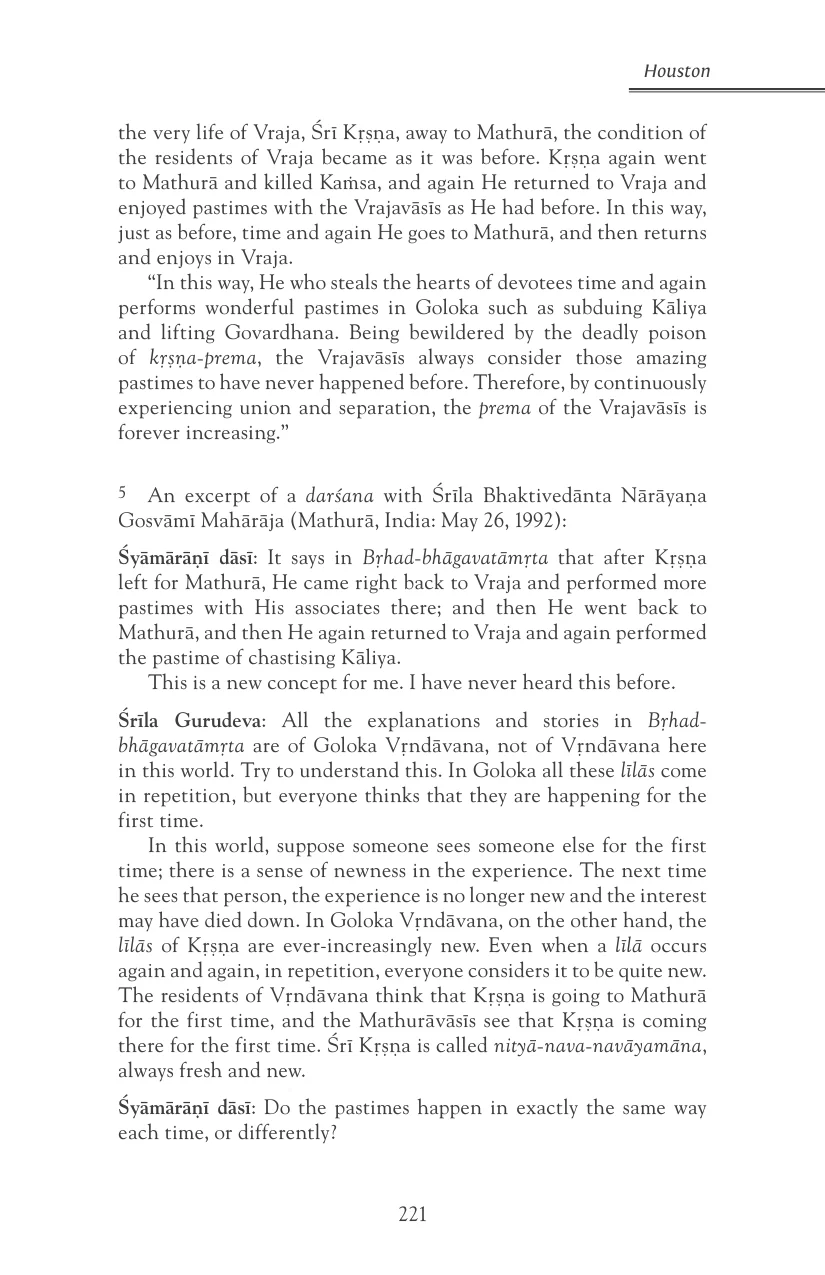 Houston
the very life of Vraja, Śrī Kṛṣṇa, away to Mathurā, the condition of
the residents of Vraja became as it was before. Kṛṣṇa again went
to Mathurā and killed Kaṁsa, and again He returned to Vraja and
enjoyed pastimes with the Vrajavāsīs as He had before. In this way,
just as before, time and again He goes to Mathurā, and then returns
and enjoys in Vraja.
“In this way, He who steals the hearts of devotees time and again
performs wonderful pastimes in Goloka such as subduing Kāliya
and lifting Govardhana. Being bewildered by the deadly poison
of kṛṣṇa-prema, the Vrajavāsīs always consider those amazing
pastimes to have never happened before. Therefore, by continuously
experiencing union and separation, the prema of the Vrajavāsīs is
forever increasing.”
5 An excerpt of a darśana with Śrīla Bhaktivedānta Nārāyaṇa
Gosvāmī Mahārāja (Mathurā, India: May 26, 1992):
Śyāmārāṇī dāsī: It says in Bṛhad-bhāgavatāmṛta that after Kṛṣṇa
left for Mathurā, He came right back to Vraja and performed more
pastimes with His associates there; and then He went back to
Mathurā, and then He again returned to Vraja and again performed
the pastime of chastising Kāliya.
This is a new concept for me. I have never heard this before.
Śrīla Gurudeva: All the explanations and stories in Bṛhad-
bhāgavatāmṛta are of Goloka Vṛndāvana, not of Vṛndāvana here
in this world. Try to understand this. In Goloka all these līlās come
in repetition, but everyone thinks that they are happening for the
first time.
In this world, suppose someone sees someone else for the first
time; there is a sense of newness in the experience. The next time
he sees that person, the experience is no longer new and the interest
may have died down. In Goloka Vṛndāvana, on the other hand, the
līlās of Kṛṣṇa are ever-increasingly new. Even when a līlā occurs
again and again, in repetition, everyone considers it to be quite new.
The residents of Vṛndāvana think that Kṛṣṇa is going to Mathurā
for the first time, and the Mathurāvāsīs see that Kṛṣṇa is coming
there for the first time. Śrī Kṛṣṇa is called nityā-nava-navāyamāna,
always fresh and new.
Śyāmārāṇī dāsī: Do the pastimes happen in exactly the same way
each time, or differently?
221